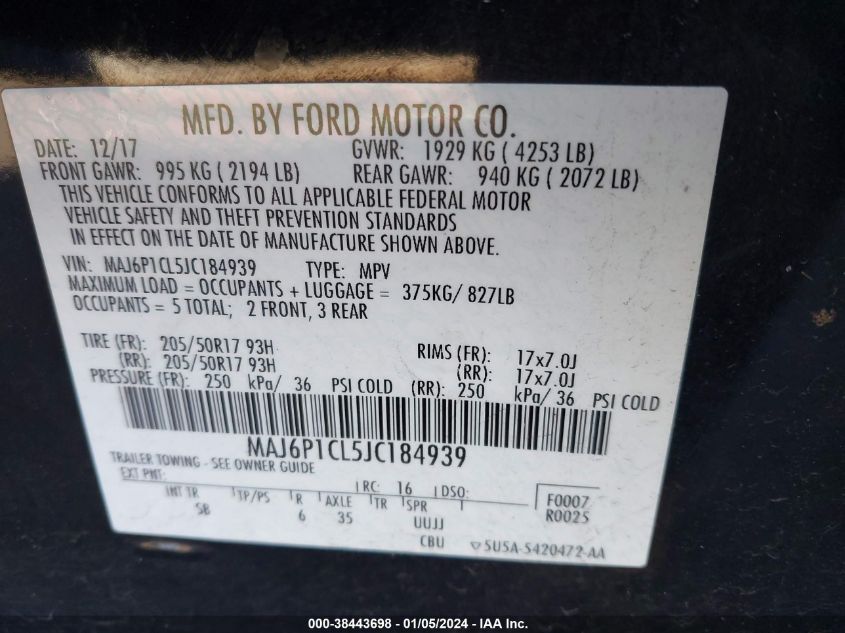 MFD. BY FORD MOTOR CO.
DATE: 12/17 GVWR: 1929 KG ( 4253 LB)
FRONT GAWR: 995 KG ( 2194 LB) REAR GAWR: 940 KG ( 2072 LB)
THIS VEHICLE CONFORMS TO ALL APPLICABLE FEDERAL MOTOR
VEHICLE SAFETY AND THEFT PREVENTION STANDARDS
IN EFFECT ON THE DATE OF MANUFACTURE SHOWN ABOVE.
VIN: MAJ6P1CL5JC184939 TYPE: MPV
MAXIMUM LOAD = OCCUPANTS + LUGGAGE = 375KG/ 827LB
OCCUPANTS = 5 TOTAL; 2 FRONT, 3 REAR
TIRE (FR): 205/50R17 93H RIMS (FR): 17x7.0J
(RR): 205/50R17 93H (RR): 17x7.0J
PRESSURE (FR): 250 kPa/ 36 PSI COLD (RR): 250 kPa/ 36 PSI COLD
MAJ6P1CL5JC184939
TRAILER TOWING - SEE OWNER GUIDE
EXT PNT: RC: 16 DSO:
INT TR TP/PS R AXLE TR SPR F0007
SB 6 35 UUJJ R0025
CBU 5U5A-5420472-AA
000-38443698 - 01/05/2024 - IAA Inc.